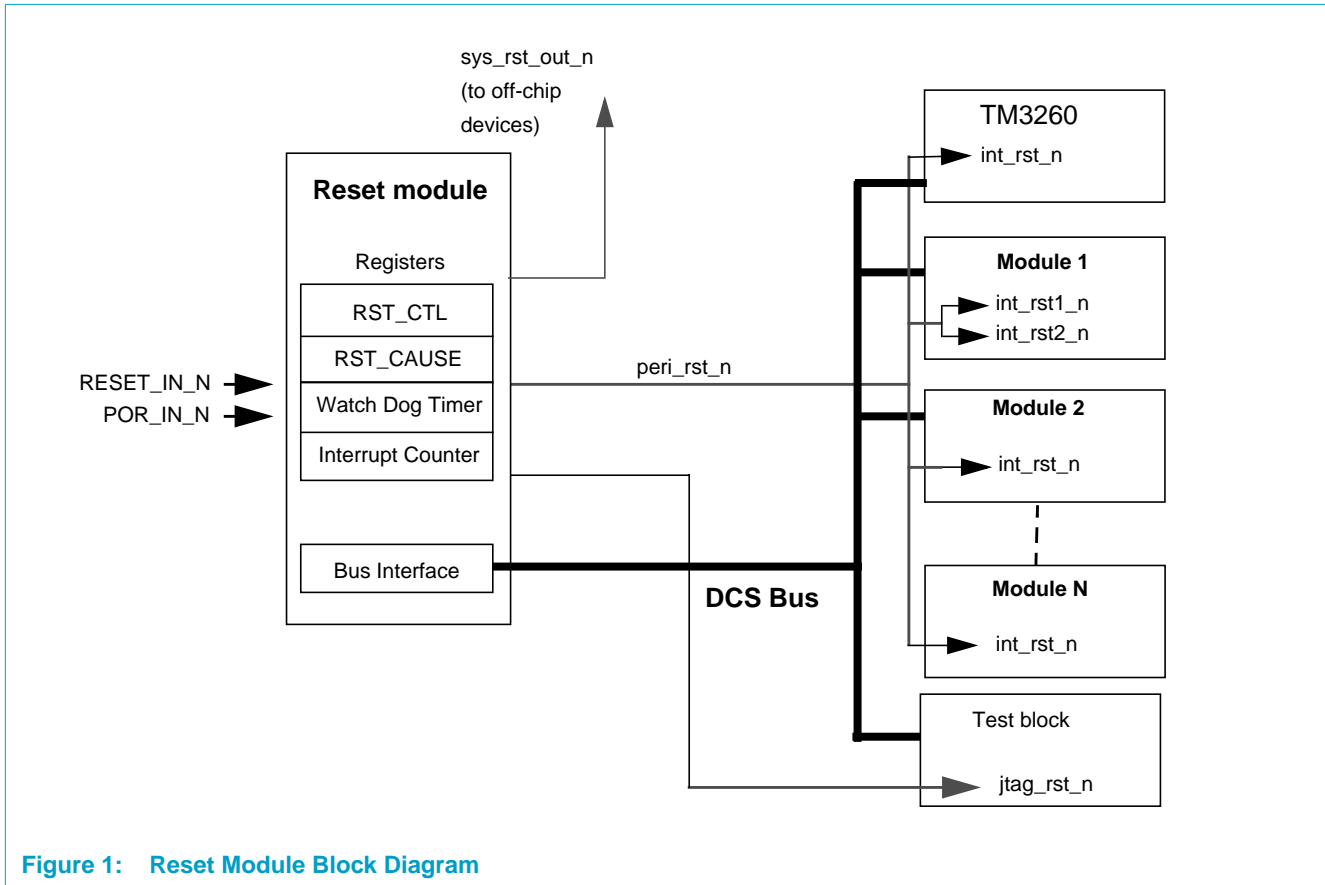 sys_rst_out_n
(to off-chip
devices)
Reset module
Registers
RST_CTL
RST_CAUSE
Watch Dog Timer
Interrupt Counter
Bus Interface
RESET_IN_N
POR_IN_N
peri_rst_n
DCS Bus
TM3260
int_rst_n
Module 1
int_rst1_n
int_rst2_n
Module 2
int_rst_n
Module N
int_rst_n
Test block
jtag_rst_n
Figure 1: Reset Module Block Diagram